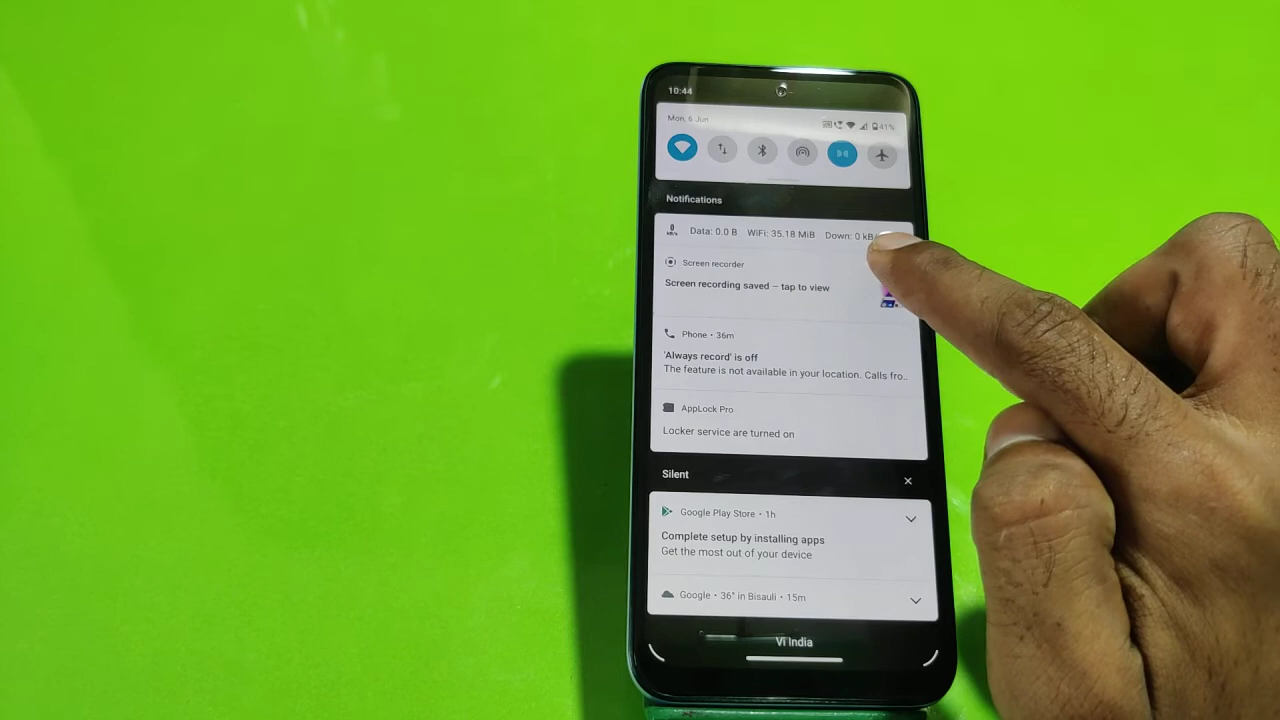 10:44
Mon, 6 Jun
41%
Notifications
Data: 0.0 B WiFi: 35.18 MiB Down: 0 kB/
Screen recorder
Screen recording saved – tap to view
Phone • 36m
'Always record' is off
The feature is not available in your location. Calls fro...
AppLock Pro
Locker service are turned on
Silent
Google Play Store • 1h
Complete setup by installing apps
Get the most out of your device
Google • 36° in Bisauli • 15m
Vi India